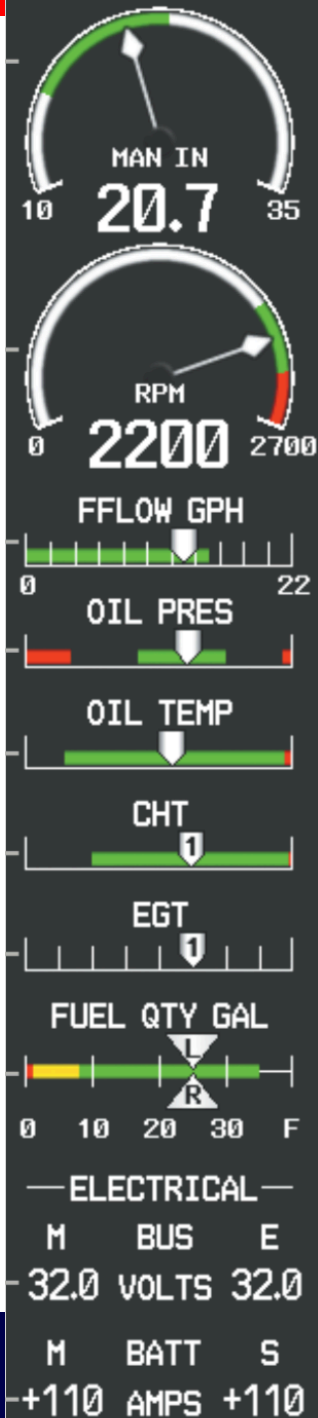 MAN IN
10 20.7 35
RPM
0 2200 2700
FFLOW GPH
0 22
OIL PRES
OIL TEMP
CHT
1
EGT
1
FUEL QTY GAL
L
R
0 10 20 30 F
ELECTRICAL
M BUS E
32.0 VOLTS 32.0
M BATT S
+110 AMPS +110